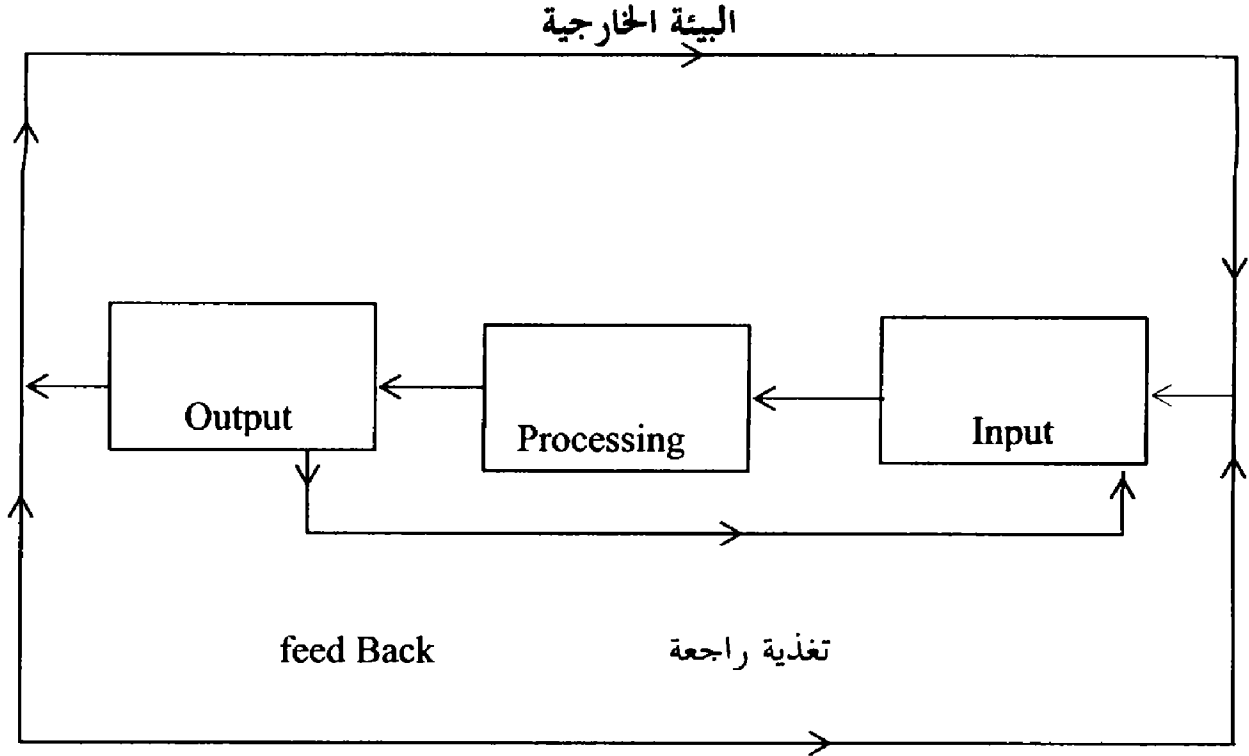 البيئة الخارجية
Output
Processing
Input
feed Back
تغذية راجعة